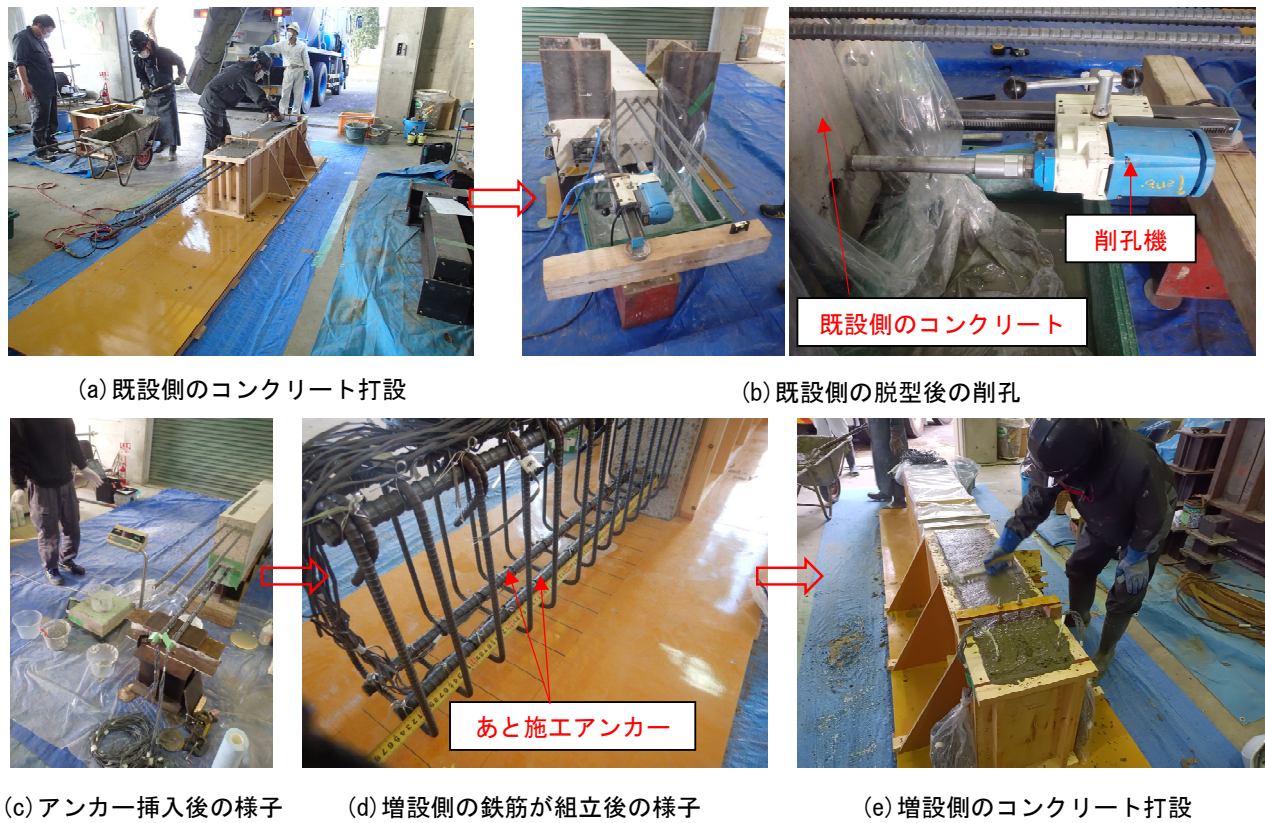 削孔機
既設側のコンクリート
(a)既設側のコンクリート打設
(b)既設側の脱型後の削孔
あと施工アンカー
(c)アンカー挿入後の様子
(d)増設側の鉄筋が組立後の様子
(e)増設側のコンクリート打設